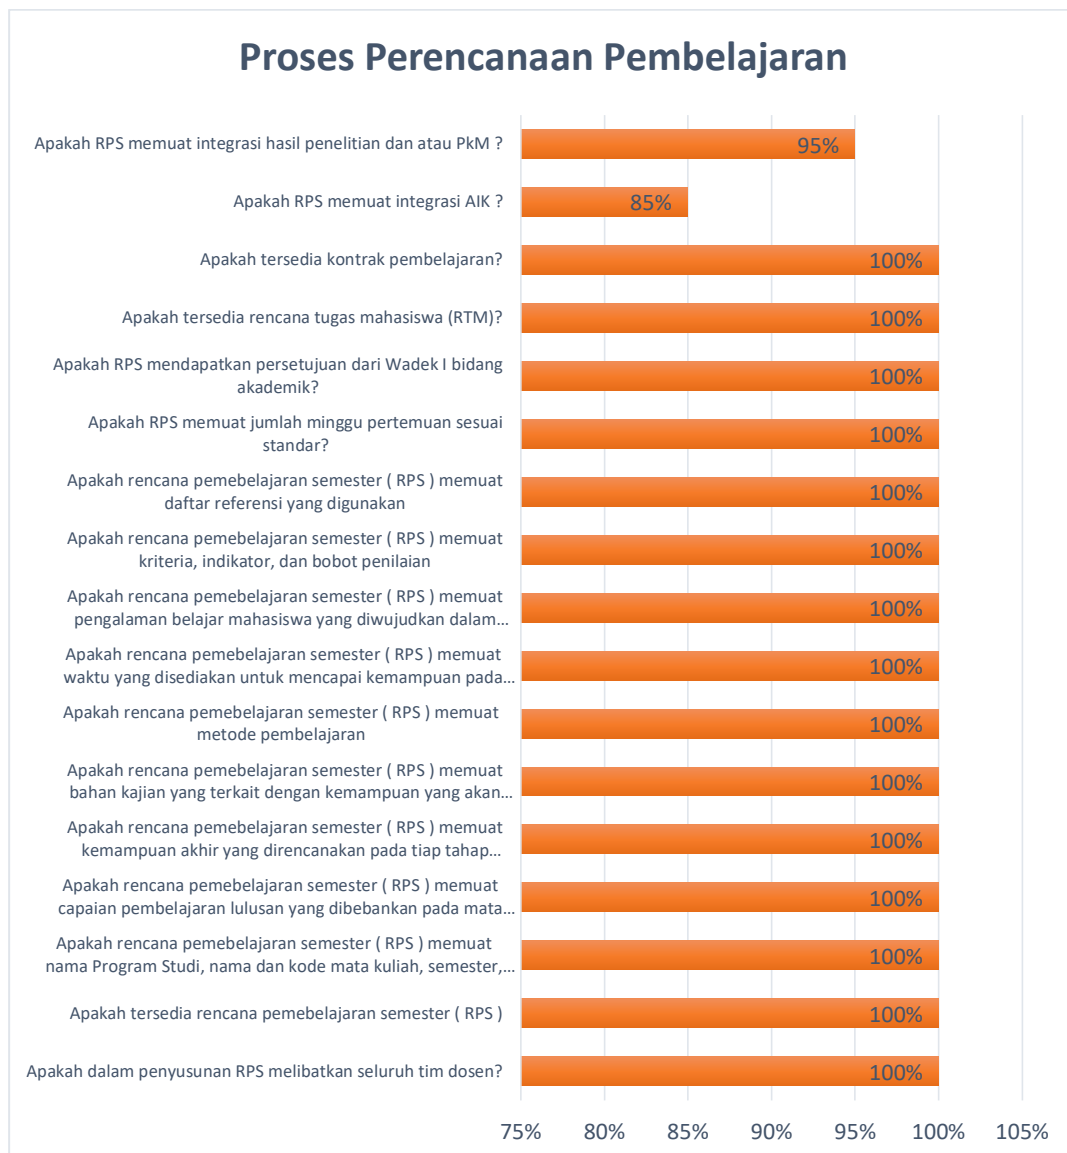 Proses Perencanaan Pembelajaran
Apakah RPS memuat integrasi hasil penelitian dan atau PkM ?
95%
Apakah RPS memuat integrasi AIK ?
85%
Apakah tersedia kontrak pembelajaran?
100%
Apakah tersedia rencana tugas mahasiswa (RTM)?
100%
Apakah RPS mendapatkan persetujuan dari Wadek I bidang
akademik?
100%
Apakah RPS memuat jumlah minggu pertemuan sesuai
standar?
100%
Apakah rencana pemebelajaran semester ( RPS ) memuat
daftar referensi yang digunakan
100%
Apakah rencana pemebelajaran semester ( RPS ) memuat
kriteria, indikator, dan bobot penilaian
100%
Apakah rencana pemebelajaran semester ( RPS ) memuat
pengalaman belajar mahasiswa yang diwujudkan dalam…
100%
Apakah rencana pemebelajaran semester ( RPS ) memuat
waktu yang disediakan untuk mencapai kemampuan pada…
100%
Apakah rencana pemebelajaran semester ( RPS ) memuat
metode pembelajaran
100%
Apakah rencana pemebelajaran semester ( RPS ) memuat
bahan kajian yang terkait dengan kemampuan yang akan…
100%
Apakah rencana pemebelajaran semester ( RPS ) memuat
kemampuan akhir yang direncanakan pada tiap tahap…
100%
Apakah rencana pemebelajaran semester ( RPS ) memuat
capaian pembelajaran lulusan yang dibebankan pada mata…
100%
Apakah rencana pemebelajaran semester ( RPS ) memuat
nama Program Studi, nama dan kode mata kuliah, semester,…
100%
Apakah tersedia rencana pemebelajaran semester ( RPS )
100%
Apakah dalam penyusunan RPS melibatkan seluruh tim dosen?
100%
75% 80% 85% 90% 95% 100% 105%